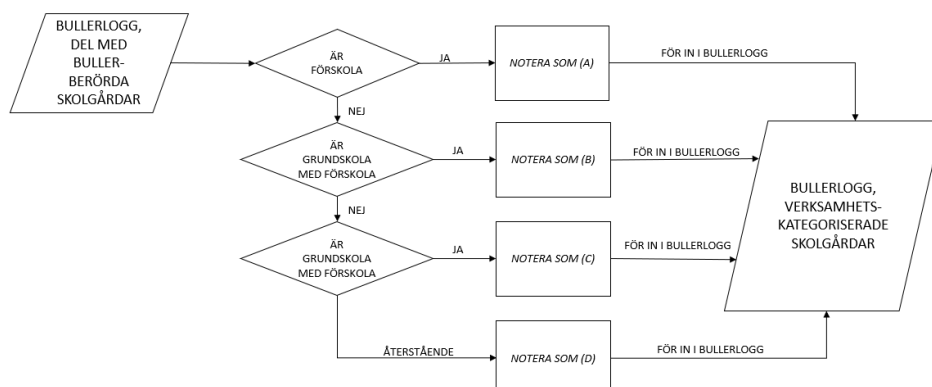 BULLERLOGG,
DEL MED
BULLER-
BERÖRDA
SKOLGÅRDAR
ÄR
FÖRSKOLA
JA
NOTERA SOM (A)
FÖR IN I BULLERLOGG
NEJ
ÄR
GRUNDSKOLA
MED FÖRSKOLA
JA
NOTERA SOM (B)
FÖR IN I BULLERLOGG
NEJ
ÄR
GRUNDSKOLA
MED FÖRSKOLA
JA
NOTERA SOM (C)
FÖR IN I BULLERLOGG
ÅTERSTÅENDE
NOTERA SOM (D)
FÖR IN I BULLERLOGG
BULLERLOGG,
VERKSAMHETS-
KATEGORISERADE
SKOLGÅRDAR